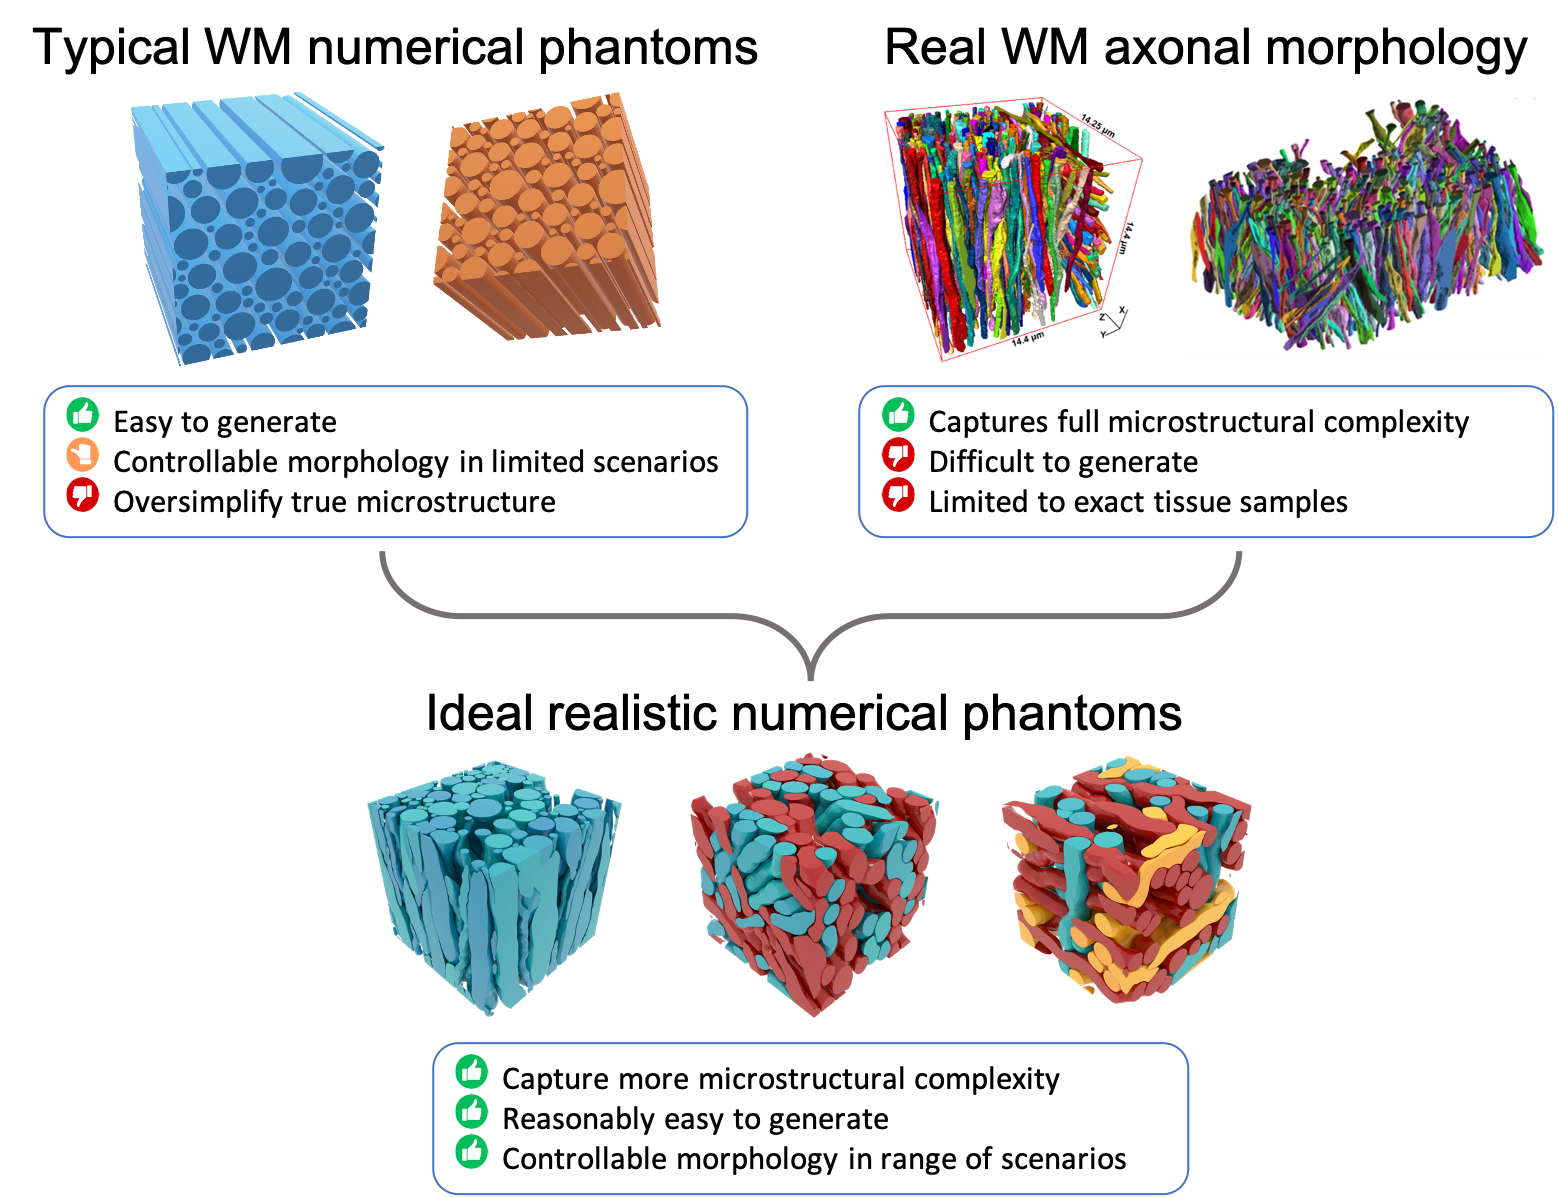 Typical WM numerical phantoms
Real WM axonal morphology
14.25 µm
14.4 µm
14.4 µm
Z
X
Y
Easy to generate
Controllable morphology in limited scenarios
Oversimplify true microstructure
Captures full microstructural complexity
Difficult to generate
Limited to exact tissue samples
Ideal realistic numerical phantoms
Capture more microstructural complexity
Reasonably easy to generate
Controllable morphology in range of scenarios